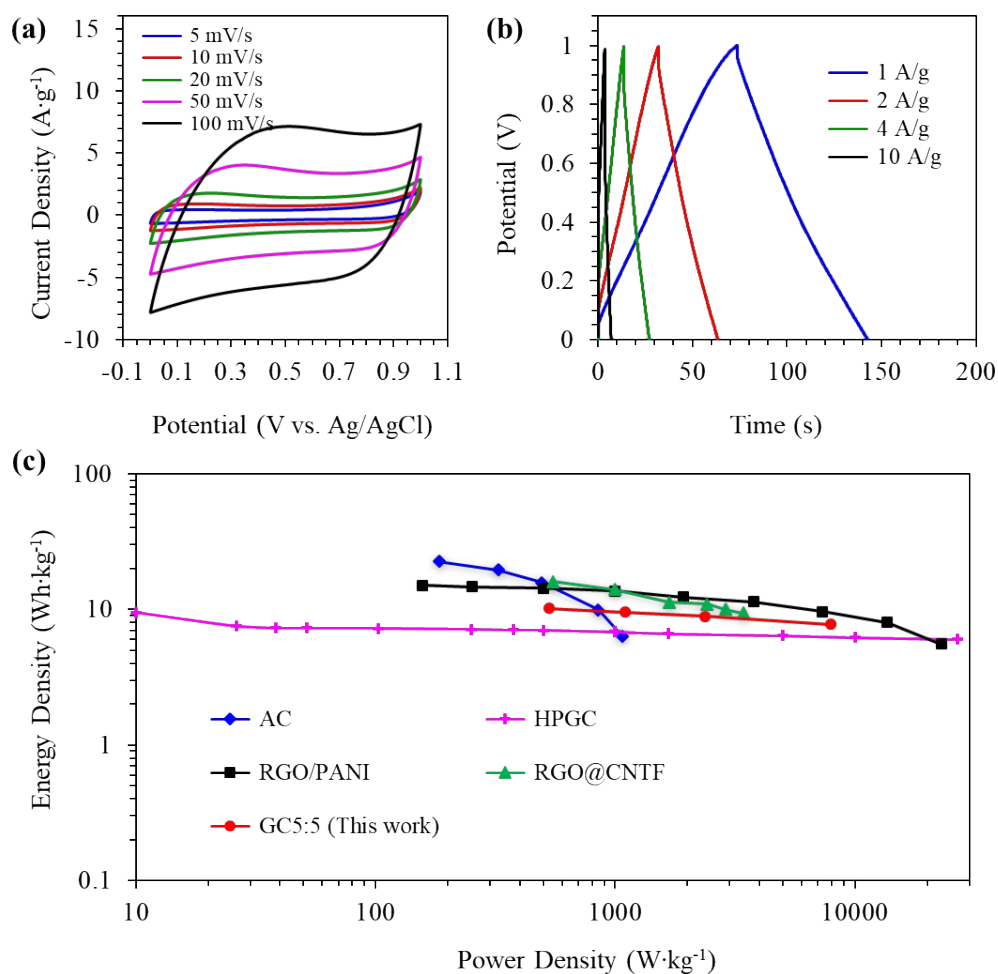 (a)
15
10
5
0
-5
-10
-0.1 0.1 0.3 0.5 0.7 0.9 1.1
Current Density (A·g⁻¹)
Potential (V vs. Ag/AgCl)
5 mV/s
10 mV/s
20 mV/s
50 mV/s
100 mV/s
(b)
1
0.8
0.6
0.4
0.2
0
0 50 100 150 200
Potential (V)
Time (s)
1 A/g
2 A/g
4 A/g
10 A/g
(c)
100
10
1
0.1
10 100 1000 10000
Energy Density (Wh·kg⁻¹)
Power Density (W·kg⁻¹)
AC HPGC
RGO/PANI RGO@CNTF
GC5:5 (This work)